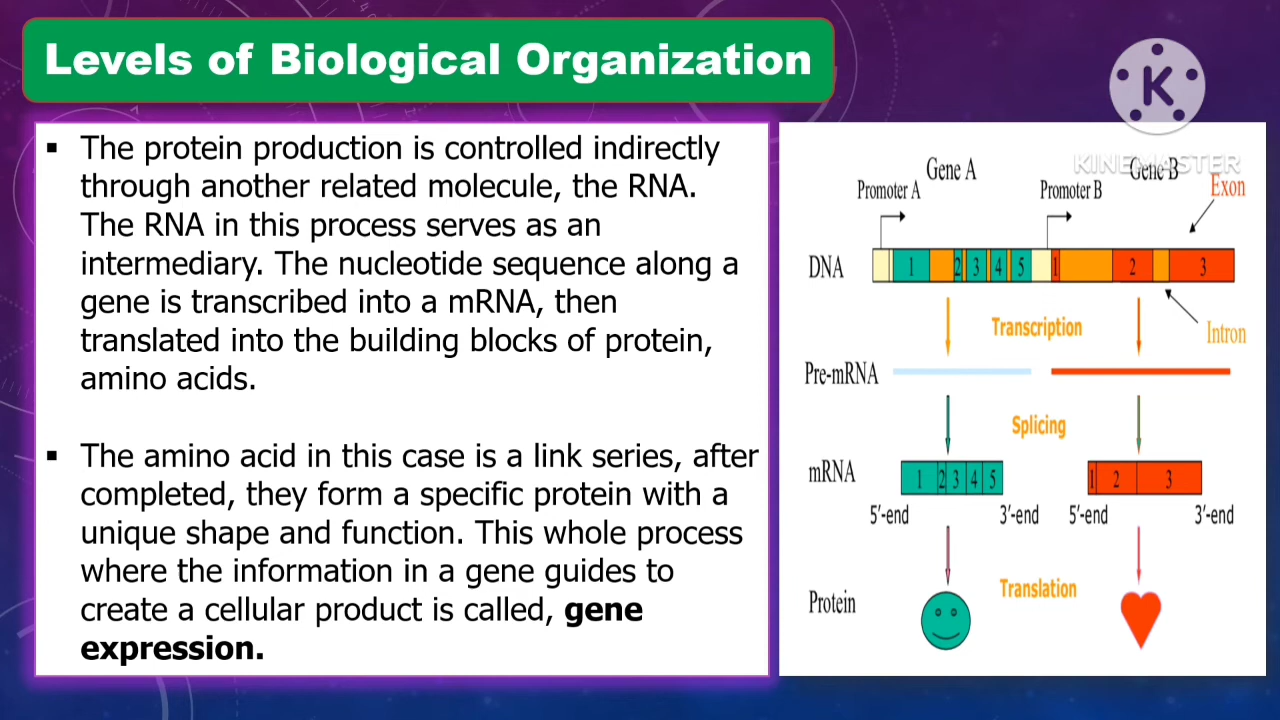 Levels of Biological Organization
K
KINEMASTER
▪ The protein production is controlled indirectly
through another related molecule, the RNA.
The RNA in this process serves as an
intermediary. The nucleotide sequence along a
gene is transcribed into a mRNA, then
translated into the building blocks of protein,
amino acids.
▪ The amino acid in this case is a link series, after
completed, they form a specific protein with a
unique shape and function. This whole process
where the information in a gene guides to
create a cellular product is called, gene
expression.
Gene A
Gene B
Promoter A
Promoter B
Exon
DNA
1 2 3 4 5
1 2 3
Transcription
Intron
Pre-mRNA
Splicing
mRNA
1 2 3 4 5
1 2 3
5'-end 3'-end 5'-end 3'-end
Translation
Protein